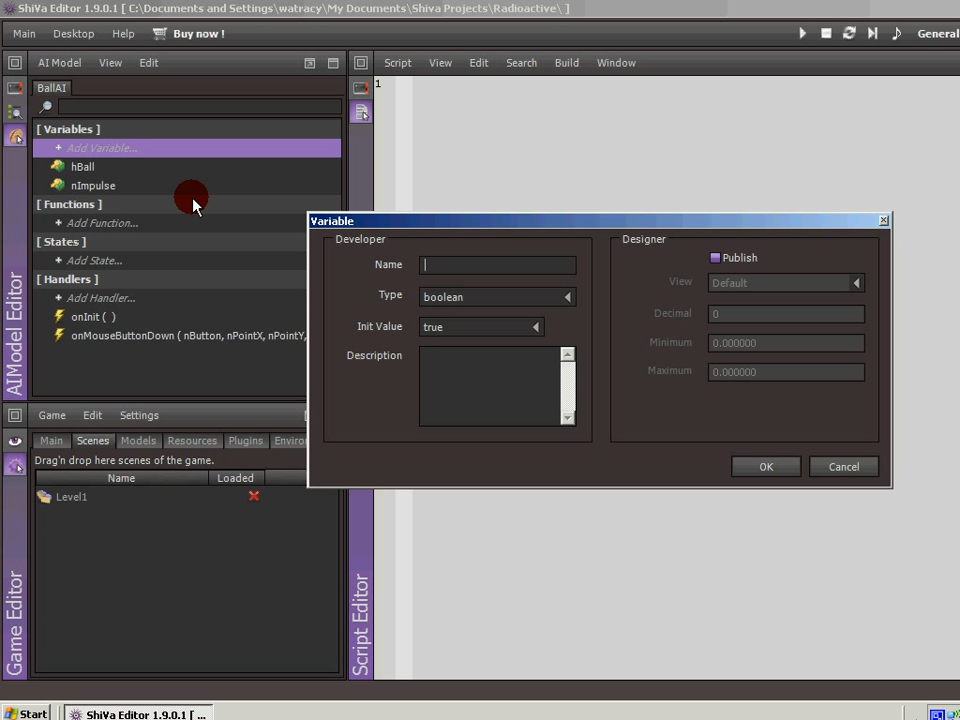 ShiVa Editor 1.9.0.1 [ C:\Documents and Settings\watracy\My Documents\Shiva Projects\Radioactive\ ]
Main Desktop Help Buy now ! General
AI Model View Edit
Script View Edit Search Build Window
BallAI
1
[ Variables ]
+ Add Variable...
hBall
nImpulse
[ Functions ]
+ Add Function...
[ States ]
+ Add State...
[ Handlers ]
+ Add Handler...
onInit ( )
onMouseButtonDown ( nButton, nPointX, nPointY,
AIModel Editor
Variable
Developer
Name
Type boolean
Init Value true
Description
Designer
Publish
View Default
Decimal 0
Minimum 0.000000
Maximum 0.000000
OK Cancel
Game Edit Settings
Main Scenes Models Resources Plugins Enviro
Drag'n drop here scenes of the game.
Name Loaded
Level1
Game Editor
Script Editor
Start ShiVa Editor 1.9.0.1 [ ...